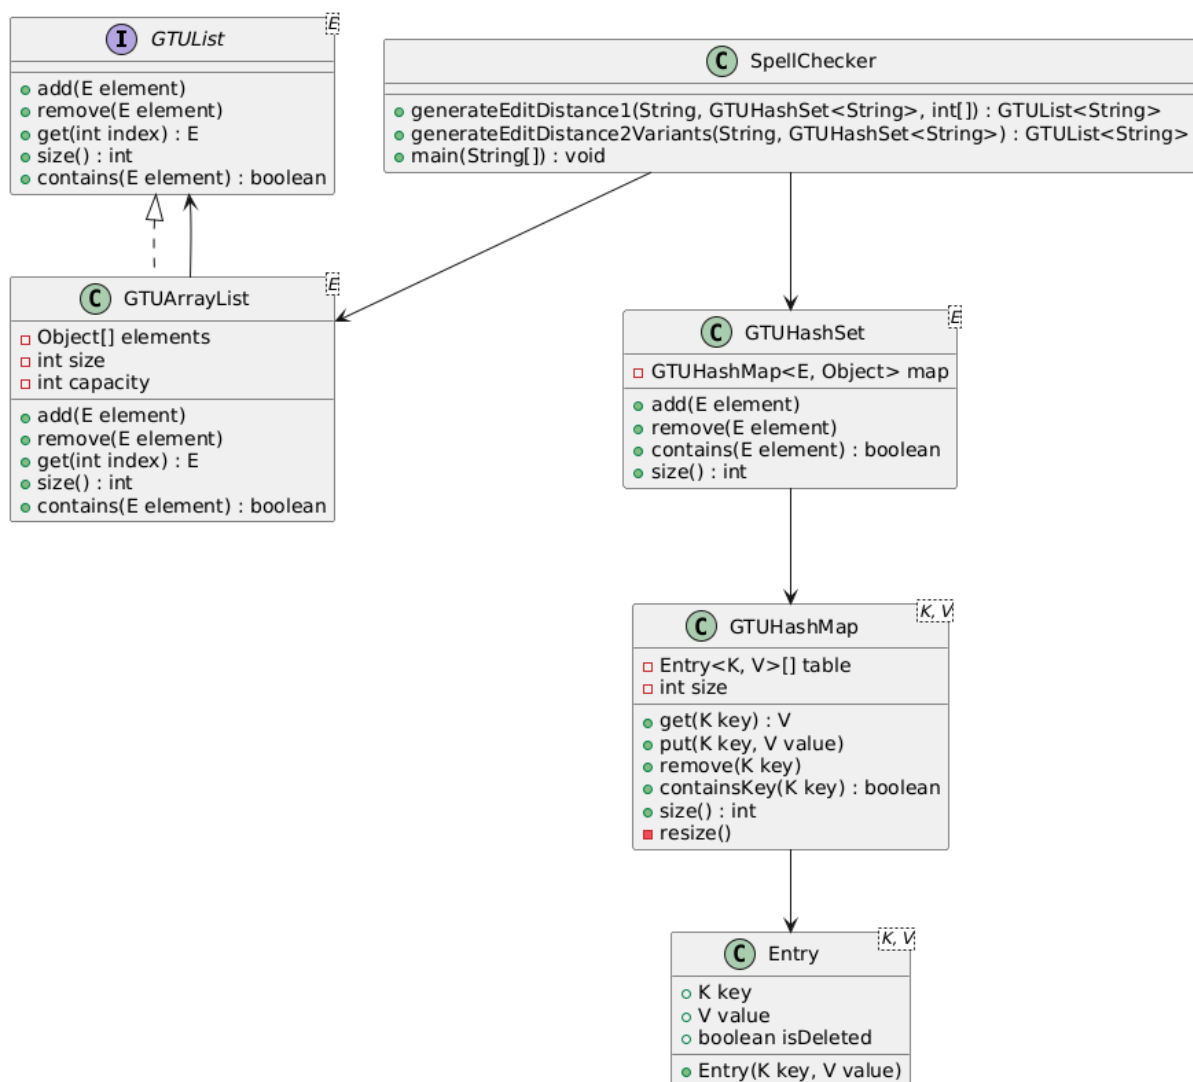 I GTUList E
add(E element)
remove(E element)
get(int index) : E
size() : int
contains(E element) : boolean
C SpellChecker
generateEditDistance1(String, GTUHashSet<String>, int[]) : GTUList<String>
generateEditDistance2Variants(String, GTUHashSet<String>) : GTUList<String>
main(String[]) : void
C GTUArrayList E
Object[] elements
int size
int capacity
add(E element)
remove(E element)
get(int index) : E
size() : int
contains(E element) : boolean
C GTUHashSet E
GTUHashMap<E, Object> map
add(E element)
remove(E element)
contains(E element) : boolean
size() : int
C GTUHashMap K, V
Entry<K, V>[] table
int size
get(K key) : V
put(K key, V value)
remove(K key)
containsKey(K key) : boolean
size() : int
resize()
C Entry K, V
K key
V value
boolean isDeleted
Entry(K key, V value)